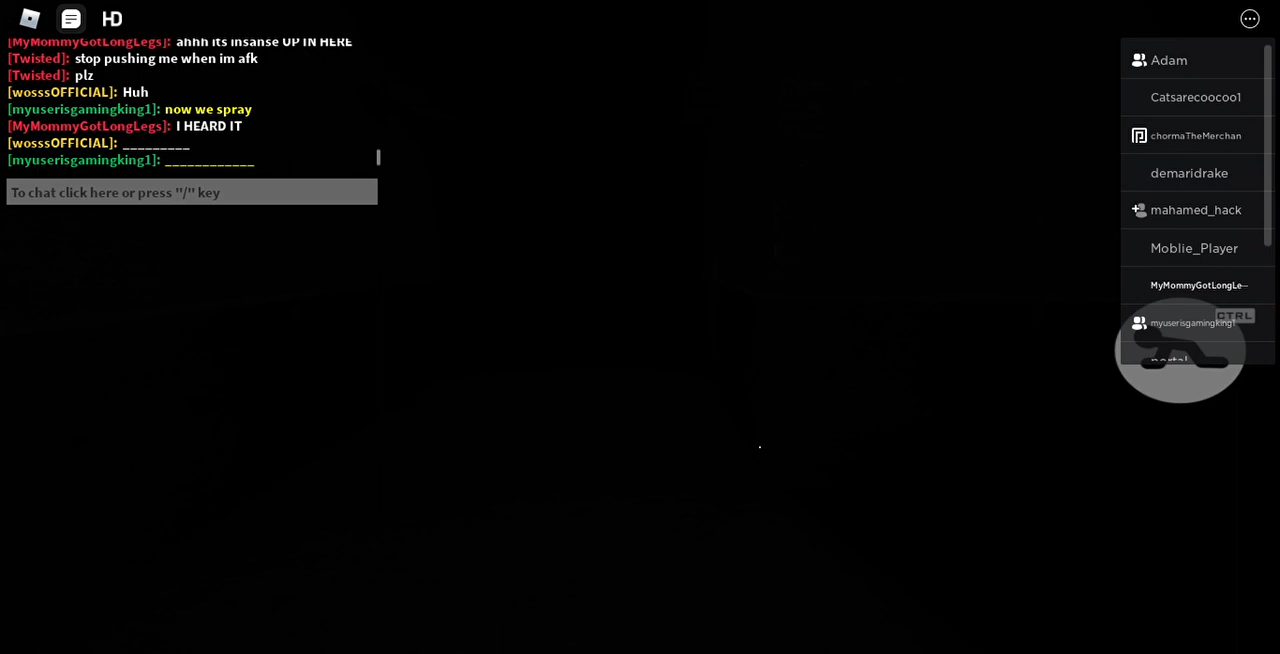 HD
[MyMommyGotLongLegs]: ahhh its insanse UP IN HERE
[Twisted]: stop pushing me when im afk
[Twisted]: plz
[wosssOFFICIAL]: Huh
[myuserisgamingking1]: now we spray
[MyMommyGotLongLegs]: I HEARD IT
[wosssOFFICIAL]: _________
[myuserisgamingking1]: ____________
To chat click here or press "/" key
Adam
Catsarecoocoo1
chormaTheMerchan
demaridrake
mahamed_hack
Moblie_Player
MyMommyGotLongLe—
myuserisgamingking1
CTRL
portal